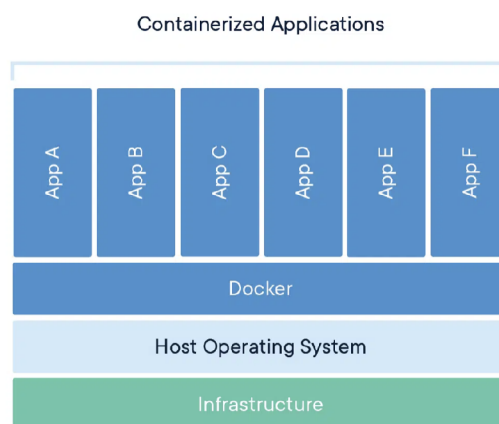 Containerized Applications
App A
App B
App C
App D
App E
App F
Docker
Host Operating System
Infrastructure